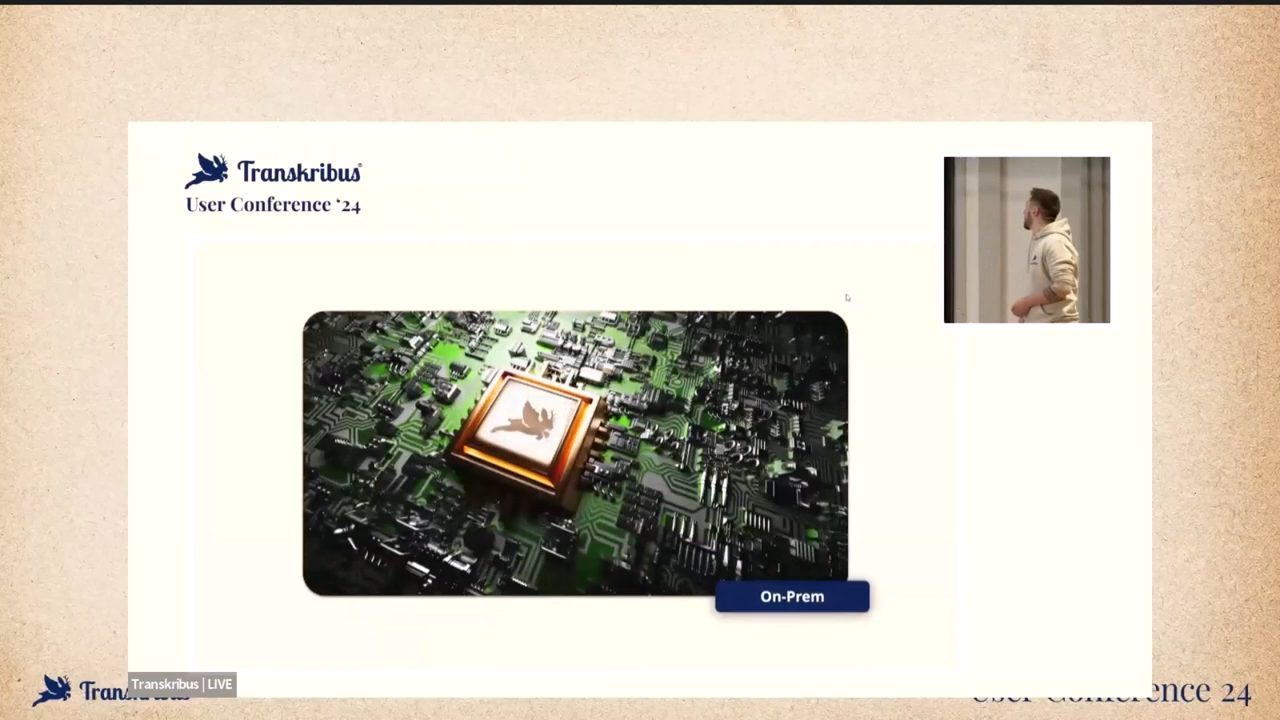 Transkribus
User Conference ‘24
On-Prem
Transkribus | LIVE
User Conference 24